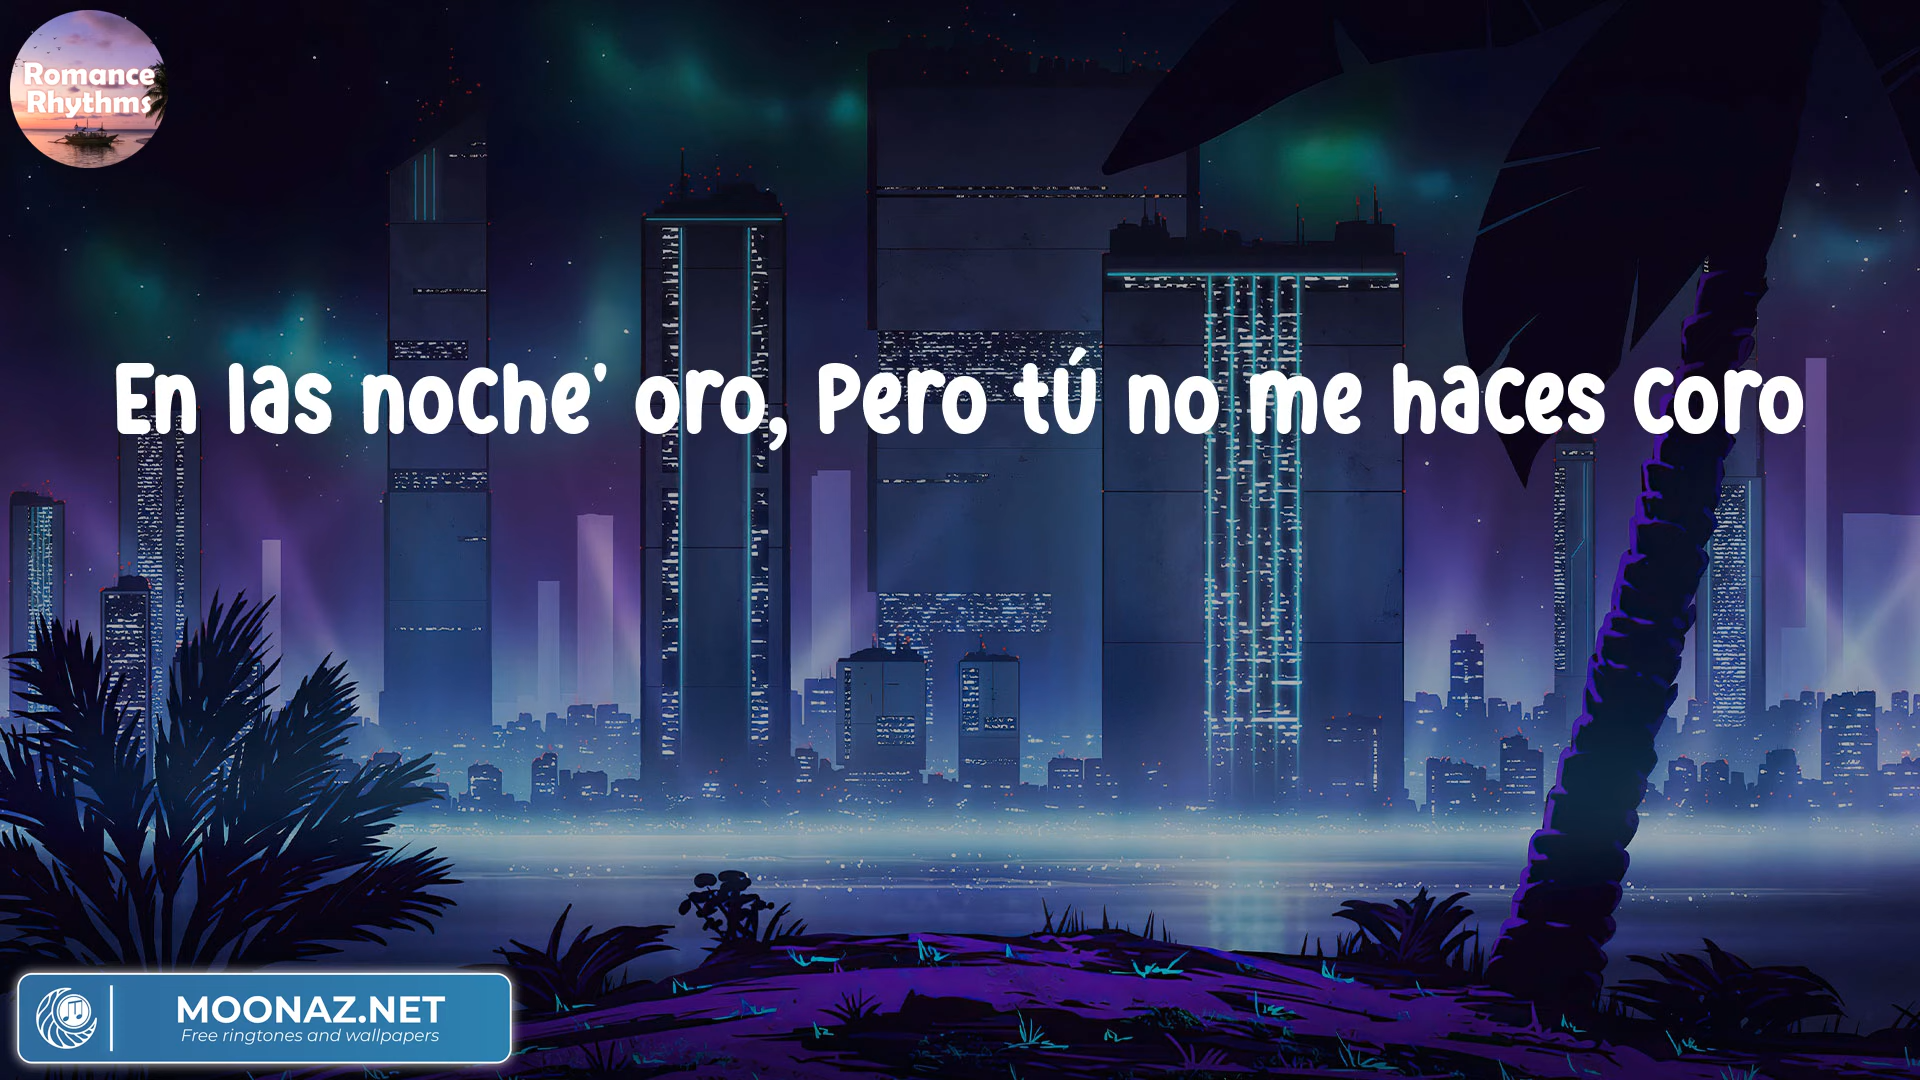 Romance
Rhythms
En las noche' oro, Pero tú no me haces coro
MOONAZ.NET
Free ringtones and wallpapers